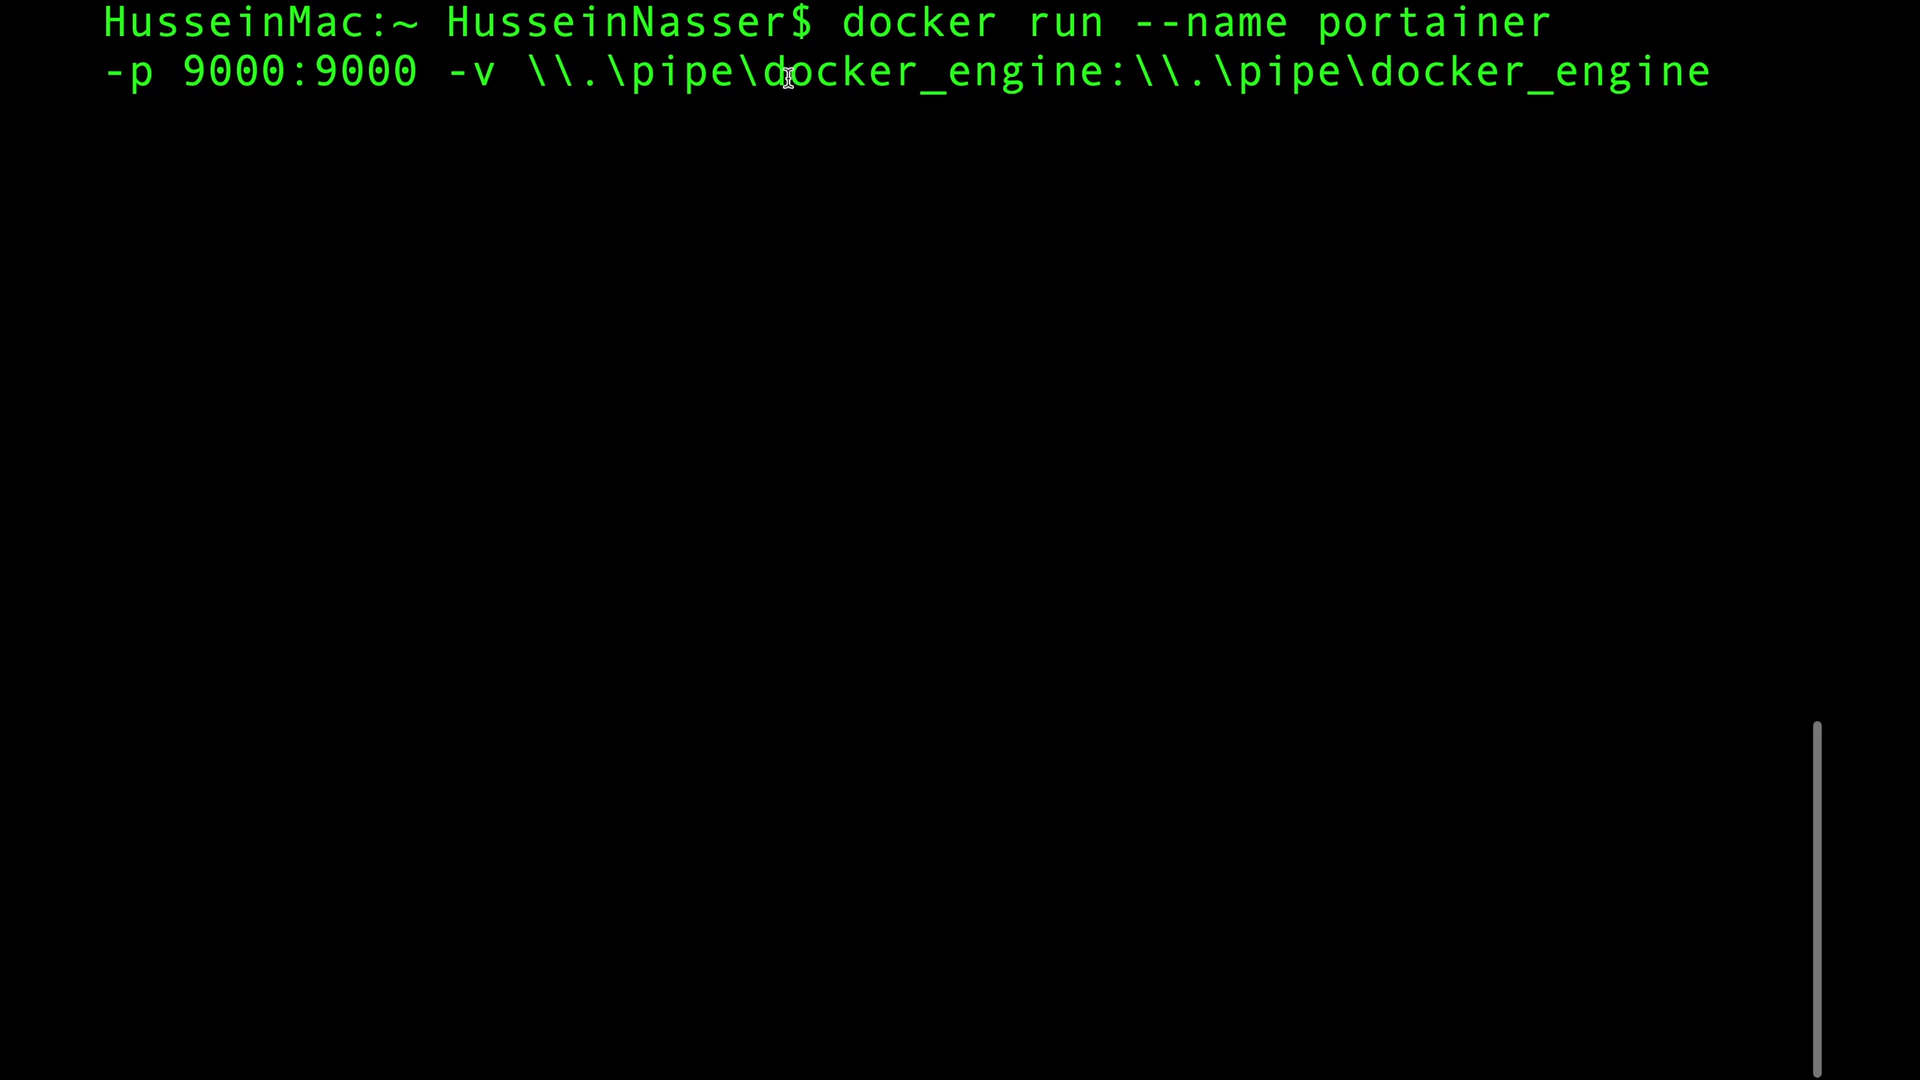 HusseinMac:~ HusseinNasser$ docker run --name portainer
-p 9000:9000 -v \\.\pipe\docker_engine:\\.\pipe\docker_engine